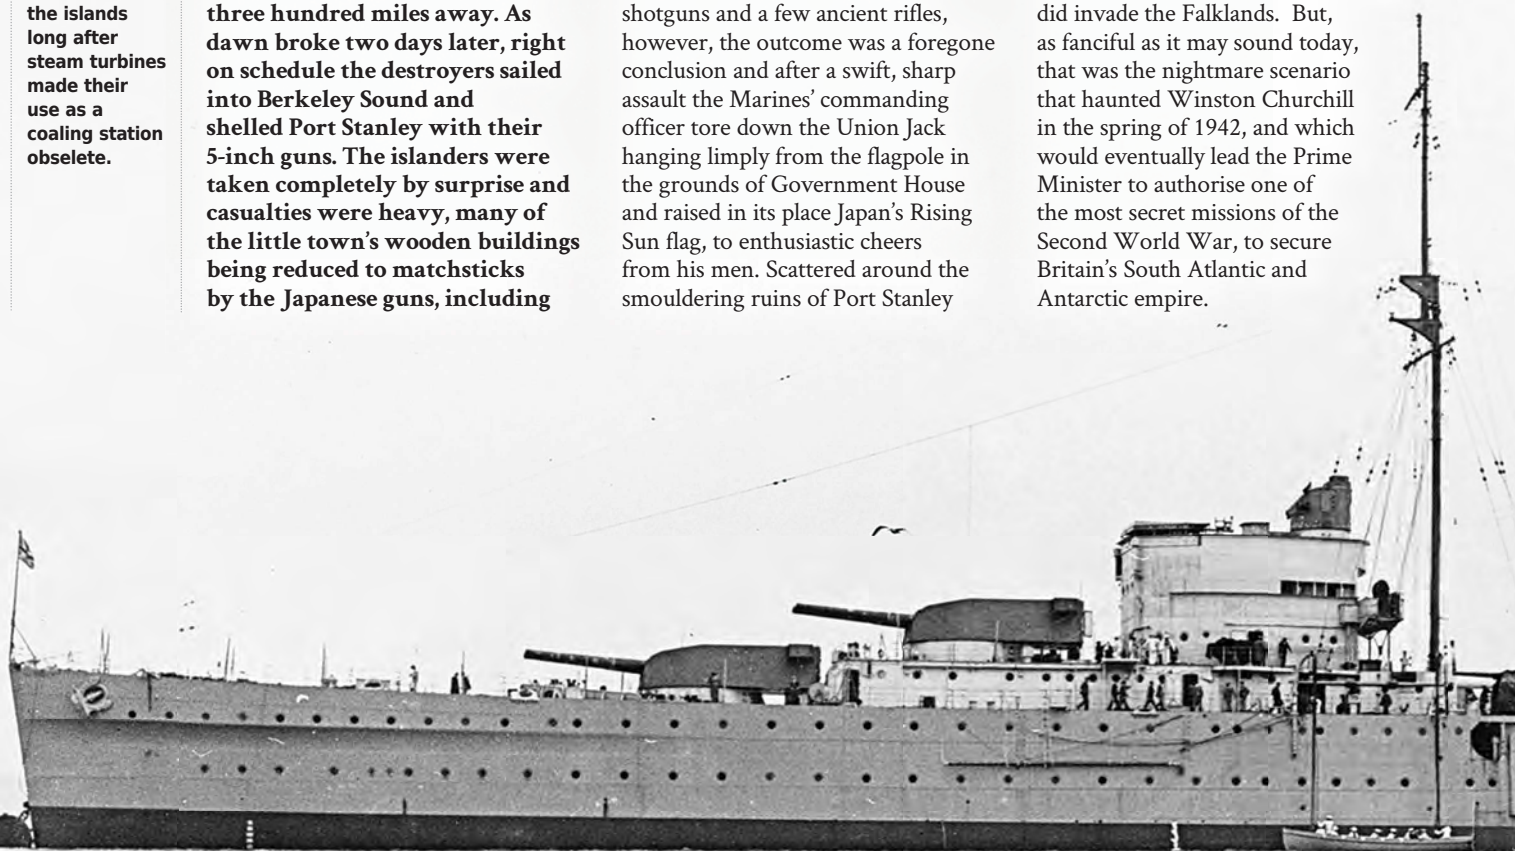 the islands
long after
steam turbines
made their
use as a
coaling station
obselete.
three hundred miles away. As
dawn broke two days later, right
on schedule the destroyers sailed
into Berkeley Sound and
shelled Port Stanley with their
5-inch guns. The islanders were
taken completely by surprise and
casualties were heavy, many of
the little town’s wooden buildings
being reduced to matchsticks
by the Japanese guns, including
shotguns and a few ancient rifles,
however, the outcome was a foregone
conclusion and after a swift, sharp
assault the Marines’ commanding
officer tore down the Union Jack
hanging limply from the flagpole in
the grounds of Government House
and raised in its place Japan’s Rising
Sun flag, to enthusiastic cheers
from his men. Scattered around the
smouldering ruins of Port Stanley
did invade the Falklands.  But,
as fanciful as it may sound today,
that was the nightmare scenario
that haunted Winston Churchill
in the spring of 1942, and which
would eventually lead the Prime
Minister to authorise one of
the most secret missions of the
Second World War, to secure
Britain’s South Atlantic and
Antarctic empire.